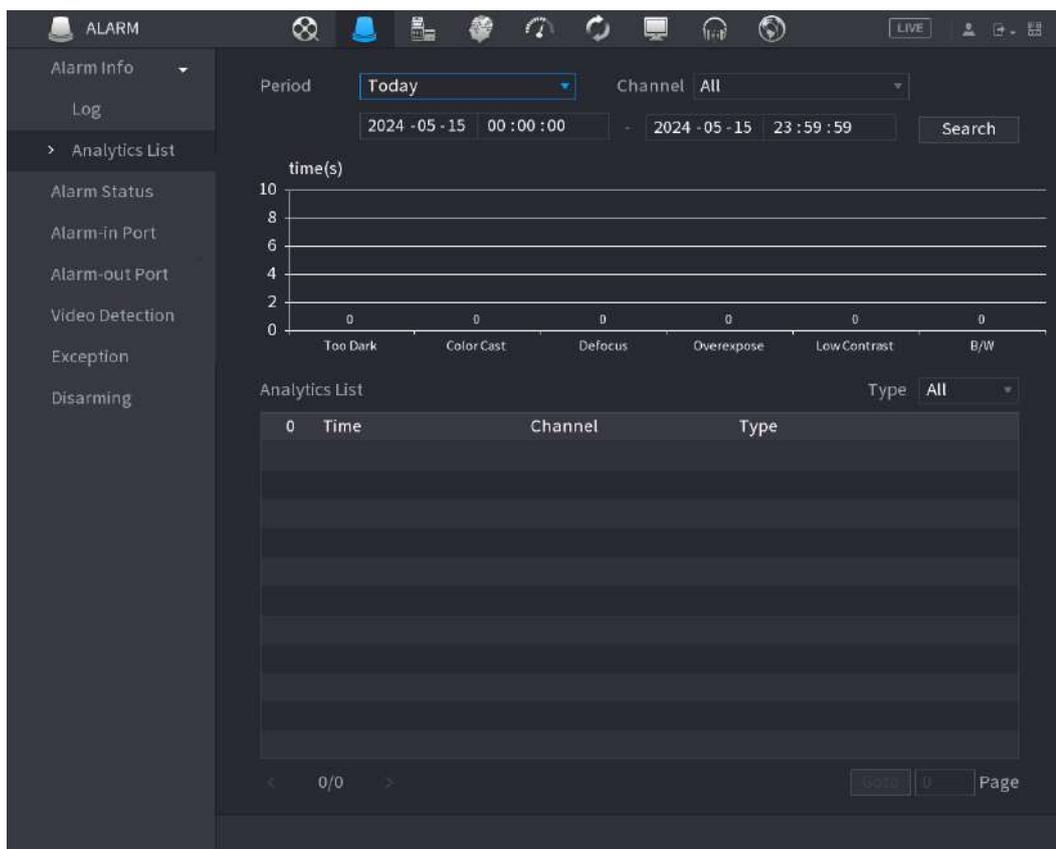 ALARM
LIVE
Alarm Info
Log
Analytics List
Alarm Status
Alarm-in Port
Alarm-out Port
Video Detection
Exception
Disarming
Period Today Channel All
2024 -05 -15 00 :00 :00 - 2024 -05 -15 23 :59 :59 Search
time(s)
10
8
6
4
2
0
0 0 0 0 0 0
Too Dark Color Cast Defocus Overexpose Low Contrast B/W
Analytics List Type All
0 Time Channel Type
< 0/0 > Goto 0 Page